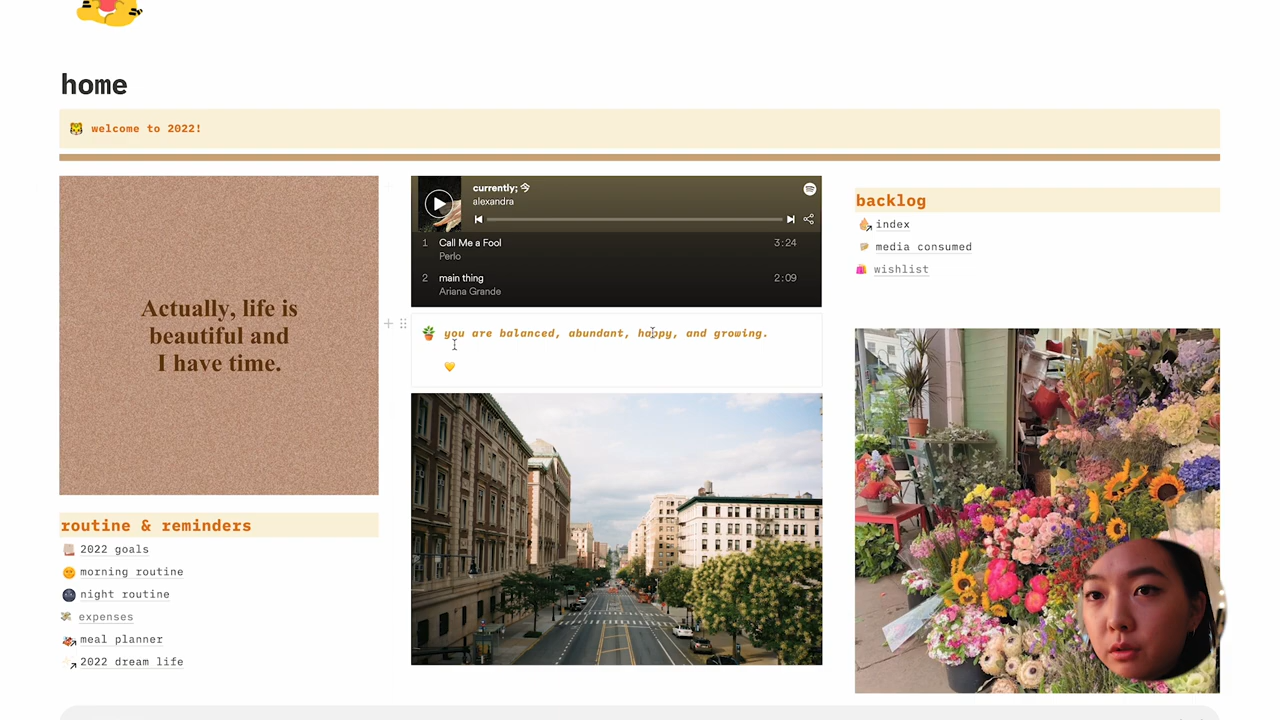 home
welcome to 2022!
Actually, life is
beautiful and
I have time.
routine & reminders
2022 goals
morning routine
night routine
expenses
meal planner
2022 dream life
currently; 今
alexandra
1 Call Me a Fool 3:24
Perlo
2 main thing 2:09
Ariana Grande
you are balanced, abundant, happy, and growing.
backlog
index
media consumed
wishlist